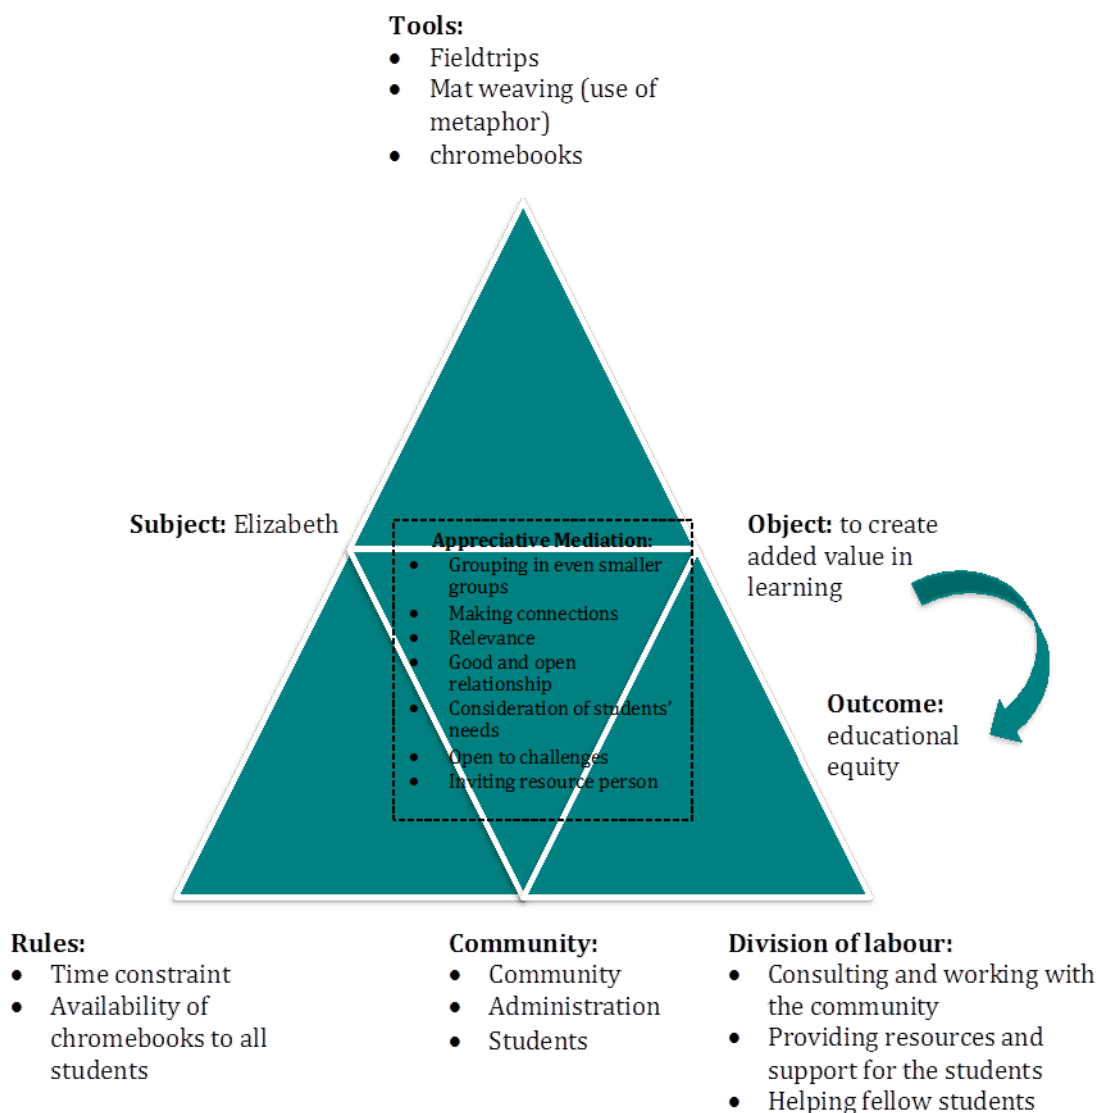 Tools:
• Fieldtrips
• Mat weaving (use of
metaphor)
• chromebooks
Subject: Elizabeth
Appreciative Mediation:
• Grouping in even smaller
groups
• Making connections
• Relevance
• Good and open
relationship
• Consideration of students’
needs
• Open to challenges
• Inviting resource person
Object: to create
added value in
learning
Outcome:
educational
equity
Rules:
• Time constraint
• Availability of
chromebooks to all
students
Community:
• Community
• Administration
• Students
Division of labour:
• Consulting and working with
the community
• Providing resources and
support for the students
• Helping fellow students